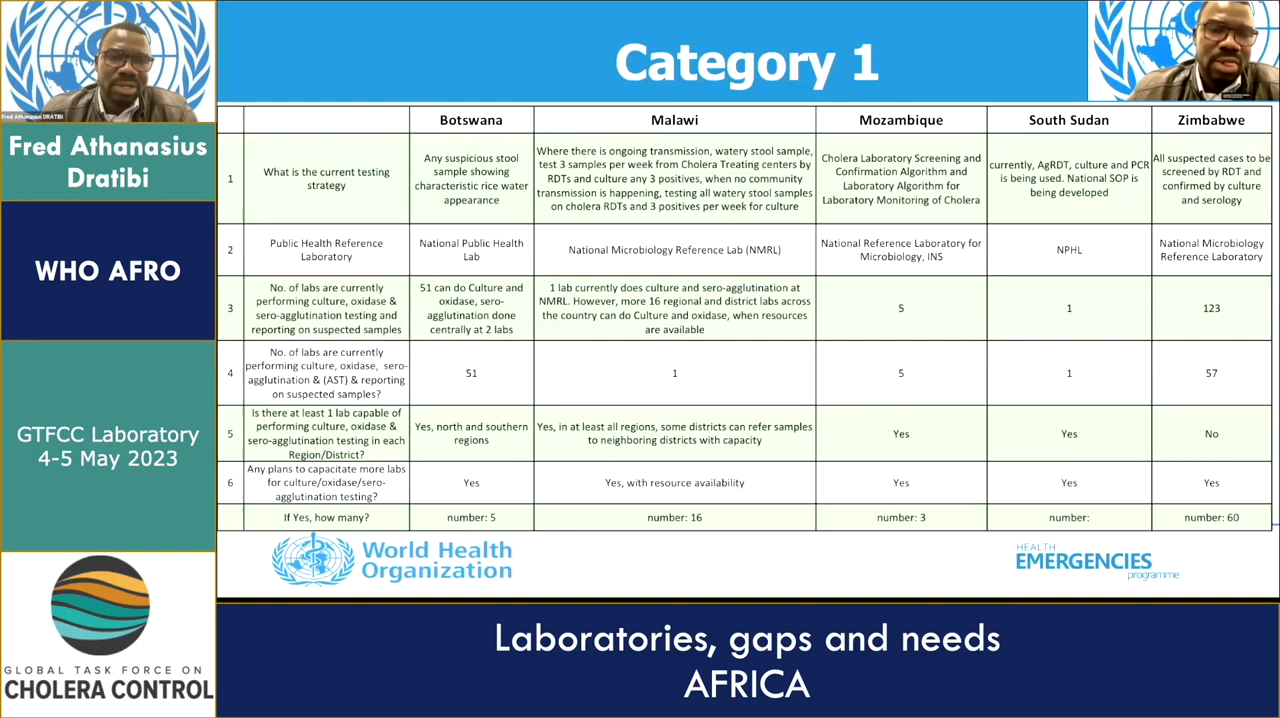 Category 1
Fred Athanasius DRATIBI
Fred Athanasius
Dratibi
WHO AFRO
GTFCC Laboratory
4-5 May 2023
GLOBAL TASK FORCE ON
CHOLERA CONTROL
Botswana
Malawi
Mozambique
South Sudan
Zimbabwe
1
What is the current testing
strategy
Any suspicious stool
sample showing
characteristic rice water
appearance
Where there is ongoing transmission, watery stool sample,
test 3 samples per week from Cholera Treating centers by
RDTs and culture any 3 positives, when no community
transmission is happening, testing all watery stool samples
on cholera RDTs and 3 positives per week for culture
Cholera Laboratory Screening and
Confirmation Algorithm and
Laboratory Algorithm for
Laboratory Monitoring of Cholera
currently, AgRDT, culture and PCR
is being used. National SOP is
being developed
All suspected cases to be
screened by RDT and
confirmed by culture
and serology
2
Public Health Reference
Laboratory
National Public Health
Lab
National Microbiology Reference Lab (NMRL)
National Reference Laboratory for
Microbiology, INS
NPHL
National Microbiology
Reference Laboratory
3
No. of labs are currently
performing culture, oxidase &
sero-agglutination testing and
reporting on suspected samples
51 can do Culture and
oxidase, sero-
agglutination done
centrally at 2 labs
1 lab currently does culture and sero-agglutination at
NMRL. However, more 16 regional and district labs across
the country can do Culture and oxidase, when resources
are available
5
1
123
4
No. of labs are currently
performing culture, oxidase, sero-
agglutination & (AST) & reporting
on suspected samples?
51
1
5
1
57
5
Is there at least 1 lab capable of
performing culture, oxidase &
sero-agglutination testing in each
Region/District?
Yes, north and southern
regions
Yes, in at least all regions, some districts can refer samples
to neighboring districts with capacity
Yes
Yes
No
6
Any plans to capacitate more labs
for culture/oxidase/sero-
agglutination testing?
Yes
Yes, with resource availability
Yes
Yes
Yes
If Yes, how many?
number: 5
number: 16
number: 3
number:
number: 60
World Health
Organization
HEALTH
EMERGENCIES
programme
Laboratories, gaps and needs
AFRICA